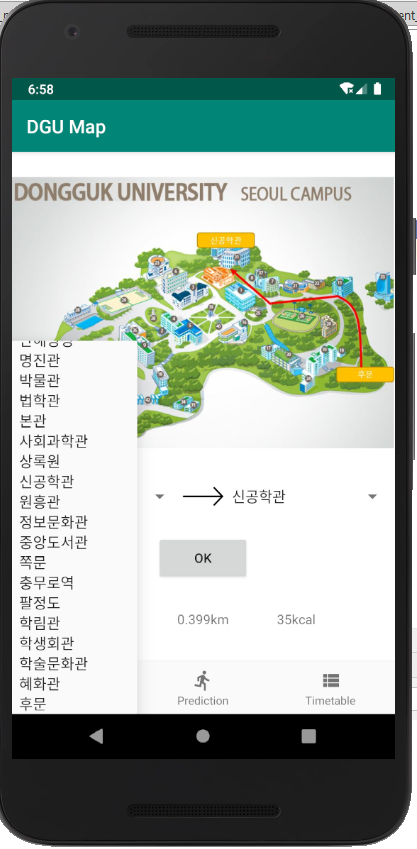 6:58
DGU Map
DONGGUK UNIVERSITY SEOUL CAMPUS
신공학관
후문
명진관
박물관
법학관
본관
사회과학관
상록원
신공학관
원흥관
정보문화관
중앙도서관
쪽문
충무로역
팔정도
학림관
학생회관
학술문화관
혜화관
후문
신공학관
OK
0.399km 35kcal
Prediction Timetable